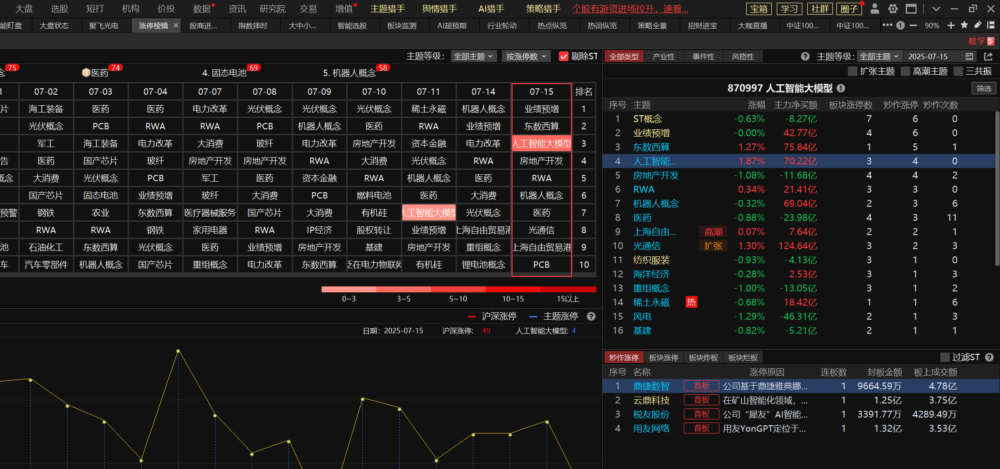 大盘 选股 短打 机构 价投 数据 资讯 研究院 交易 增值 主题猎手 舆情猎手 AI猎手 策略猎手 个股有游资进场拉升，速看... 宝箱 学习 社群 圈子
能盯盘 大盘状态 聚飞光电 涨停棱镜 股商进... 指数择时 大中小... 智能选股 板块监测 AI超预期 行业轮动 热点纵览 热词纵览 策略全景 招财进宝 大咖直播 中证100... 中证100... 90%
教学
主题等级: 全部主题 按涨停数 剔除ST
念 75 3 医药 74 4. 固态电池 69 5. 机器人概念 58
1 07-02 07-03 07-04 07-07 07-08 07-09 07-10 07-11 07-14 07-15 排名
片 海工装备 医药 医药 电力改革 光伏概念 光伏概念 光伏概念 稀土永磁 机器人概念 业绩预增 1
光伏概念 PCB RWA RWA PCB 机器人概念 医药 RWA 业绩预增 东数西算 2
军工 海工装备 电力改革 大消费 玻纤 电力改革 房地产开发 资本金融 电力改革 人工智能大模型 3
告 医药 国产芯片 玻纤 房地产开发 房地产开发 RWA 大消费 光伏概念 RWA 房地产开发 4
概念 大消费 光伏概念 PCB 军工 医药 资本金融 RWA 机器人概念 医药 RWA 5
国产芯片 固态电池 业绩预增 玻纤 大消费 PCB 燃料电池 医药 大消费 机器人概念 6
预警 钢铁 农业 东数西算 医疗器械服务 国产芯片 大消费 有机硅 人工智能大模型 光伏概念 医药 7
RWA RWA 钢铁 家用电器 RWA IP经济 股权转让 业绩预增 上海自由贸易港 光通信 8
池 石油化工 东数西算 光伏概念 医药 业绩预增 房地产开发 基建 房地产开发 重组概念 上海自由贸易港 9
车 汽车零部件 机器人概念 国产芯片 重组概念 电力改革 东数西算 泛在电力物联网 有机硅 锂电池概念 PCB 10
0~3 3~5 5~10 10~15 15以上
沪深涨停 主题涨停
日期: 2025-07-15 沪深涨停: 49 人工智能大模型: 4
全部类型 产业性 事件性 风格性 主题等级: 全部主题 2025-07-15
扩张主题 高潮主题 三共振
870997 人工智能大模型 筛选
序号 主题 涨幅 主力净买额 板块涨停数 炒作涨停 炒作次数
1 ST概念 -0.63% -8.27亿 7 6 0
2 业绩预增 -0.00% 42.77亿 4 6 0
3 东数西算 1.27% 75.84亿 1 5 1
4 人工智能... 1.87% 70.22亿 3 4 0
5 房地产开发 -1.08% -11.68亿 4 4 2
6 RWA 0.34% 21.41亿 3 3 0
7 机器人概念 -0.32% 69.04亿 2 3 6
8 医药 -0.88% -23.98亿 4 3 11
9 上海自由... 高潮 0.07% 7.64亿 2 2 1
10 光通信 扩张 1.30% 124.64亿 3 2 3
11 纺织服装 -0.93% -4.13亿 3 1 0
12 海洋经济 -0.28% 2.53亿 3 1 3
13 重组概念 -1.00% -13.05亿 3 1 2
14 稀土永磁 热 -0.68% 18.42亿 1 1 6
15 风电 -1.29% -46.31亿 2 1 3
16 基建 -0.82% -5.21亿 2 1 1
炒作涨停 板块涨停 板块炸板 板块烂板 过滤ST
序号 名称 涨停原因 连板数 封板金额 板上成交额
1 鼎捷数智 首板 公司基于鼎捷雅典娜... 1 9664.59万 4.78亿
2 云鼎科技 首板 在矿山智能化领域，... 1 1.25亿 3.75亿
3 税友股份 首板 公司“犀友”AI智能... 1 3391.77万 4289.49万
4 用友网络 首板 用友YonGPT定位于... 1 1.32亿 3.53亿